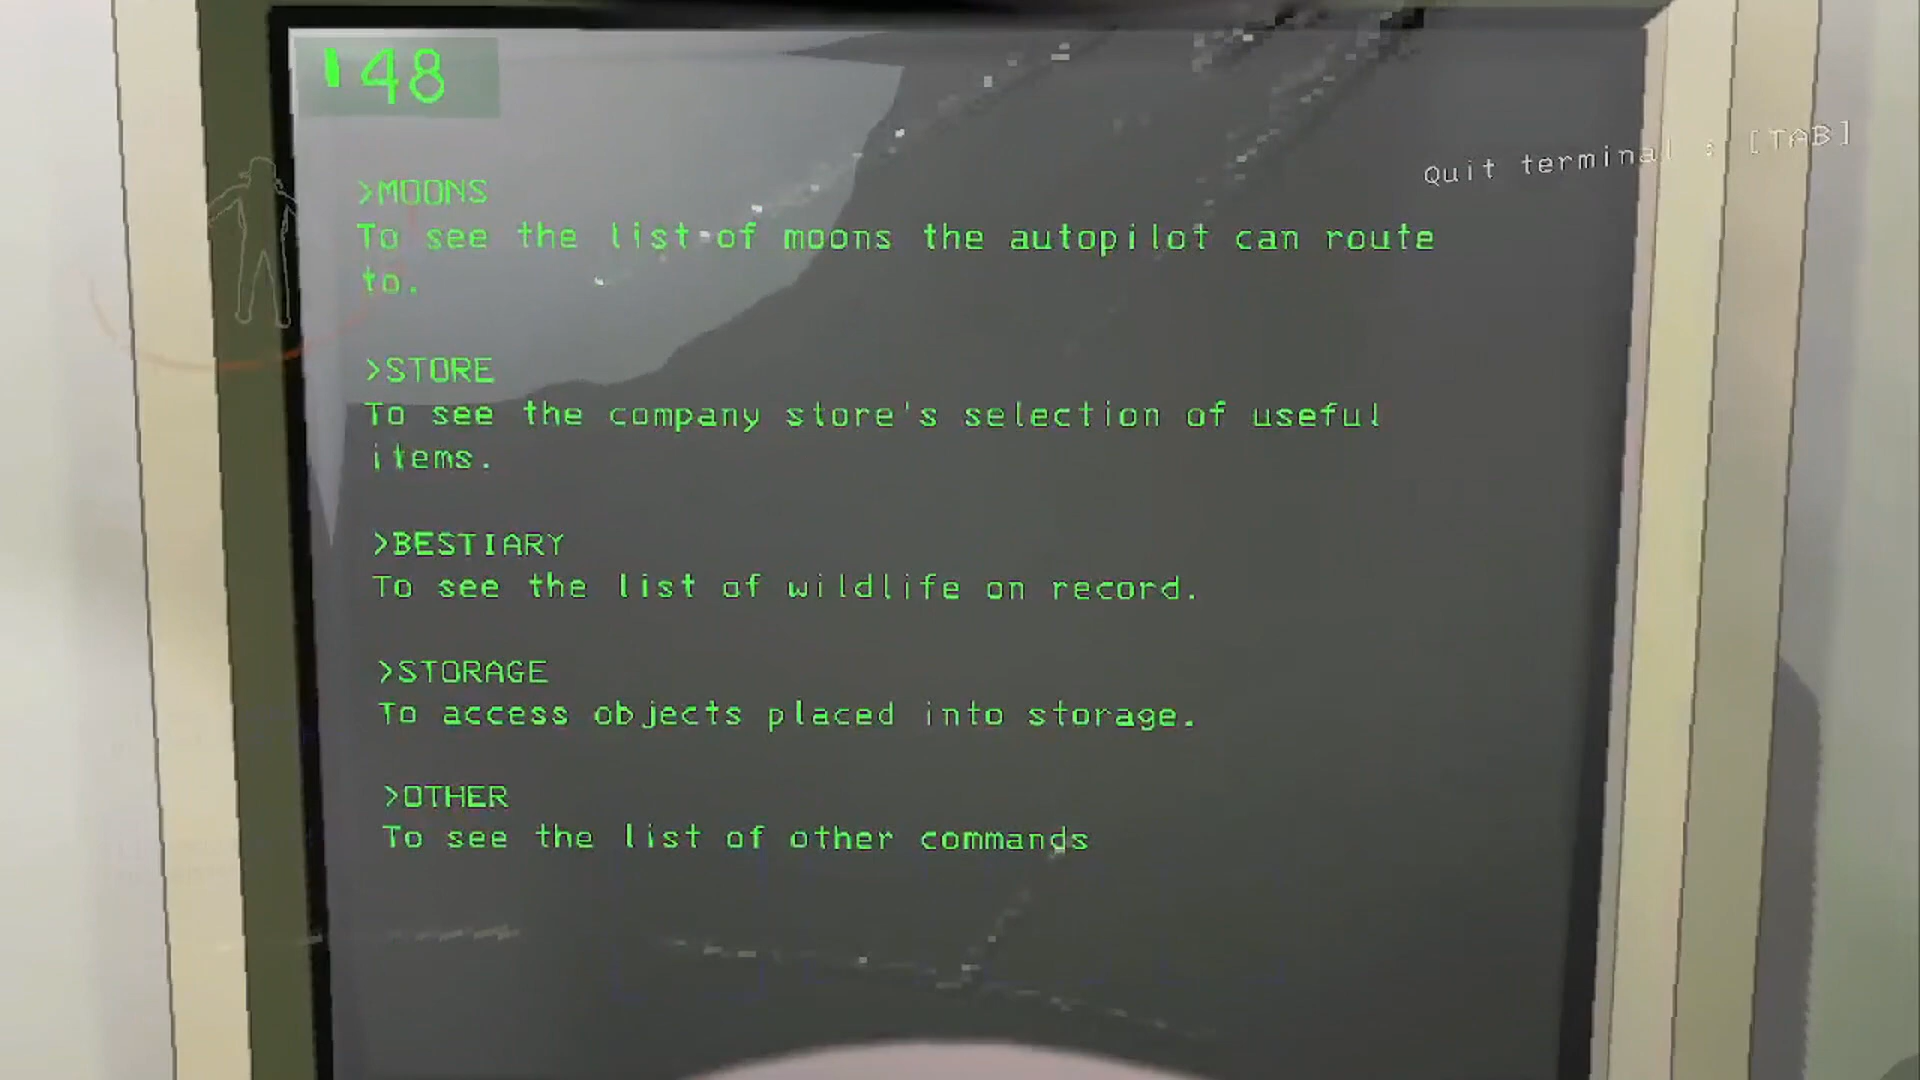 ▮48
Quit terminal : [TAB]
>MOONS
To see the list of moons the autopilot can route
to.
>STORE
To see the company store's selection of useful
items.
>BESTIARY
To see the list of wildlife on record.
>STORAGE
To access objects placed into storage.
>OTHER
To see the list of other commands